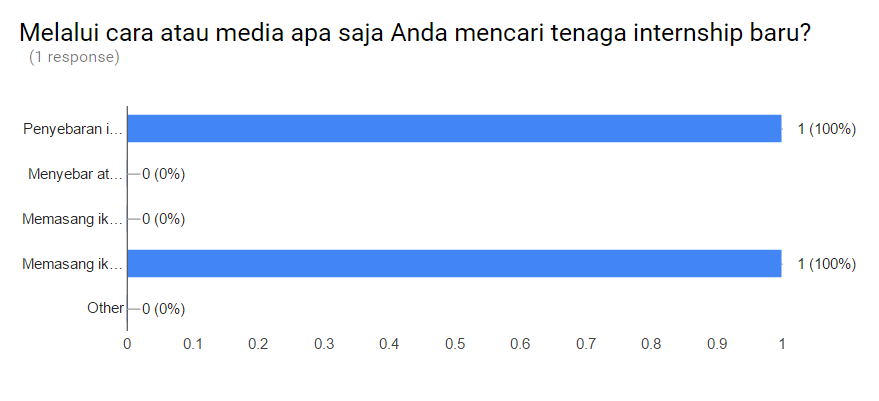 Melalui cara atau media apa saja Anda mencari tenaga internship baru?
(1 response)
Penyebaran i... 1 (100%)
Menyebar at... 0 (0%)
Memasang ik... 0 (0%)
Memasang ik... 1 (100%)
Other 0 (0%)
0 0.1 0.2 0.3 0.4 0.5 0.6 0.7 0.8 0.9 1